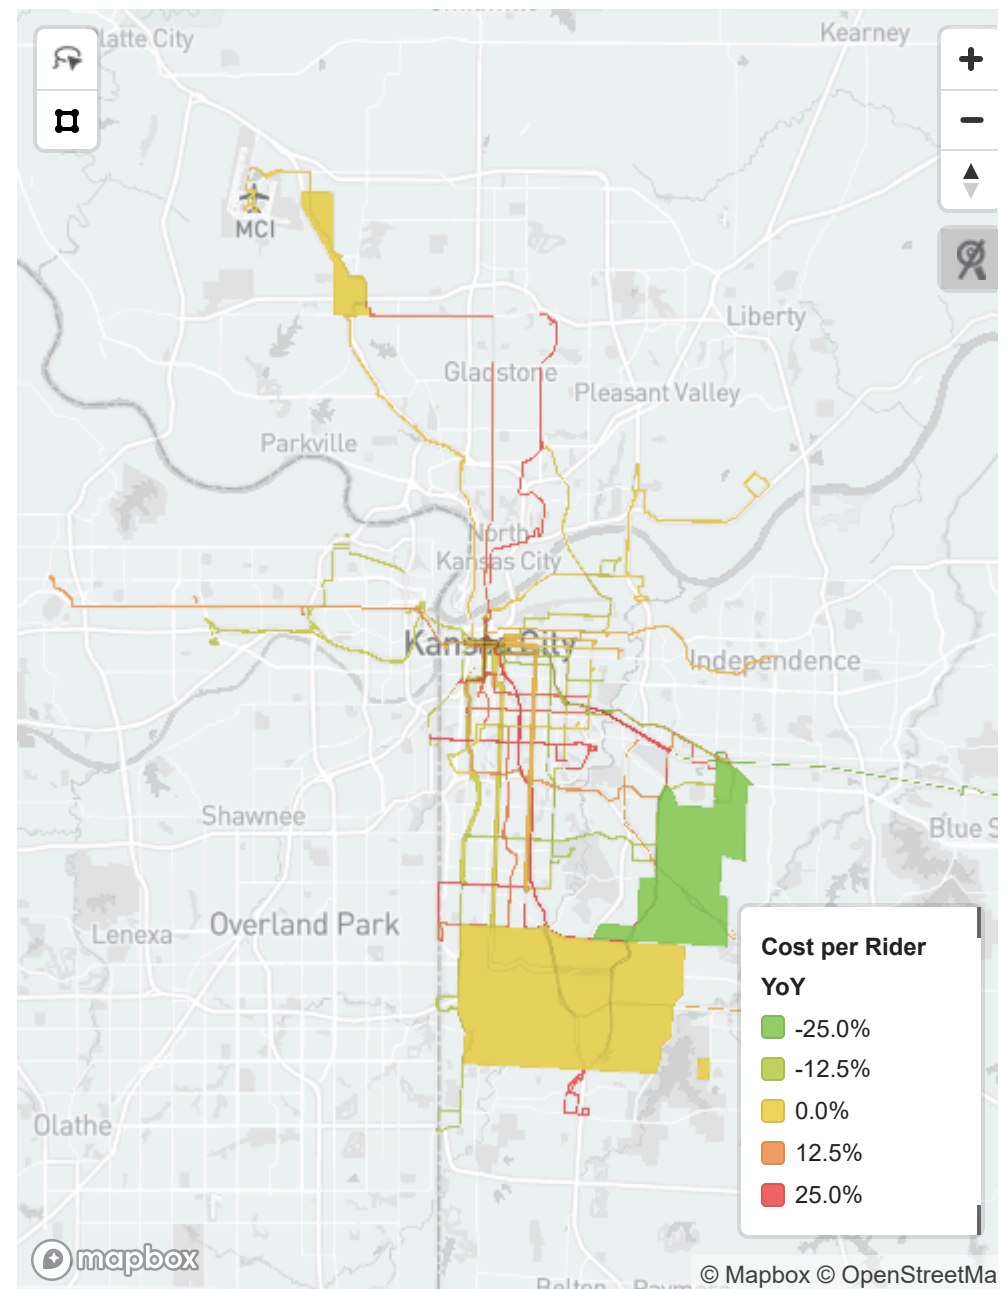 latte City
Kearney
MCI
Liberty
Gladstone
Pleasant Valley
Parkville
North
Kansas City
Kansas City
Independence
Shawnee
Blue S
Overland Park
Lenexa
Cost per Rider
YoY
-25.0%
-12.5%
0.0%
12.5%
25.0%
Olathe
mapbox
© Mapbox © OpenStreetMa